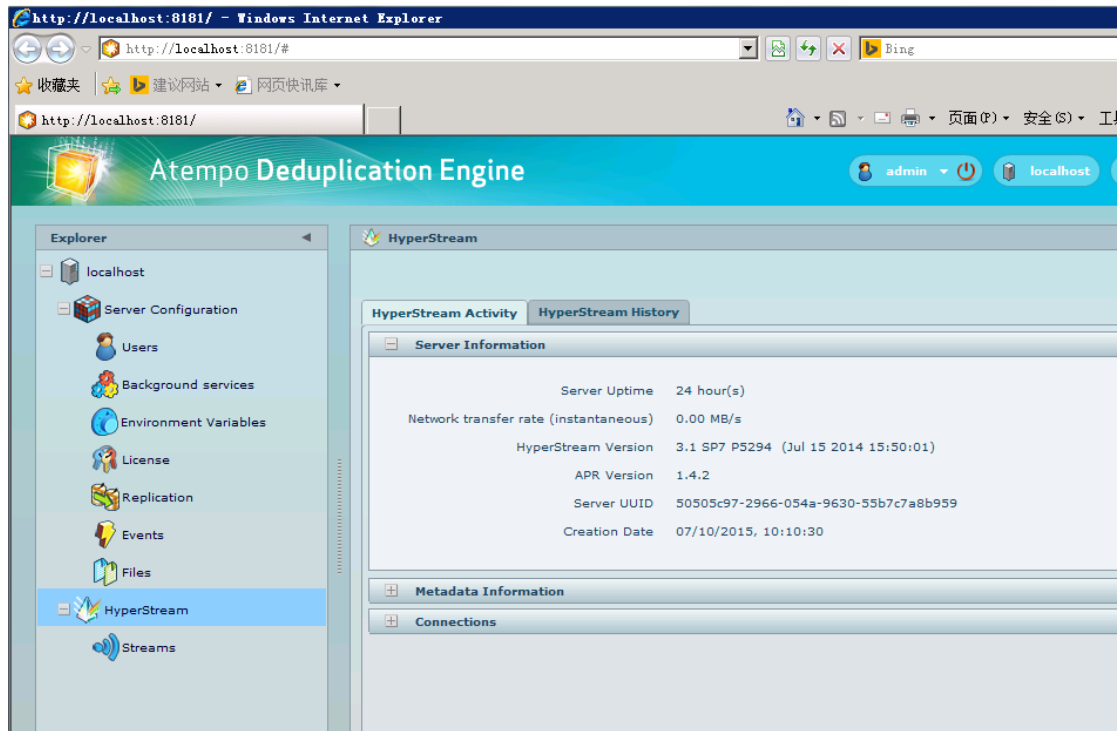 http://localhost:8181/ - Windows Internet Explorer
http://localhost:8181/#
Bing
收藏夹 建议网站 网页快讯库
http://localhost:8181/
页面(P) 安全(S)
Atempo Deduplication Engine
admin localhost
Explorer
localhost
Server Configuration
Users
Background services
Environment Variables
License
Replication
Events
Files
HyperStream
Streams
HyperStream
HyperStream Activity HyperStream History
Server Information
Server Uptime 24 hour(s)
Network transfer rate (instantaneous) 0.00 MB/s
HyperStream Version 3.1 SP7 P5294 (Jul 15 2014 15:50:01)
APR Version 1.4.2
Server UUID 50505c97-2966-054a-9630-55b7c7a8b959
Creation Date 07/10/2015, 10:10:30
Metadata Information
Connections